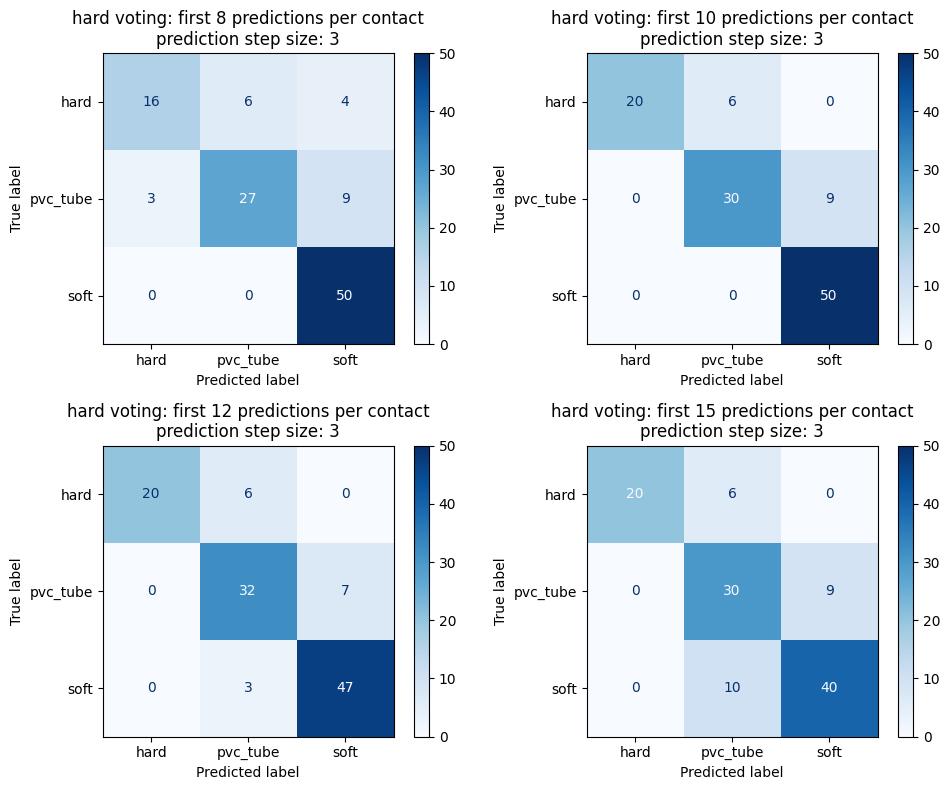 hard voting: first 8 predictions per contact
prediction step size: 3
50
40
30
20
10
0
True label
hard
pvc_tube
soft
16 6 4
3 27 9
0 0 50
hard pvc_tube soft
Predicted label
hard voting: first 10 predictions per contact
prediction step size: 3
50
40
30
20
10
0
True label
hard
pvc_tube
soft
20 6 0
0 30 9
0 0 50
hard pvc_tube soft
Predicted label
hard voting: first 12 predictions per contact
prediction step size: 3
50
40
30
20
10
0
True label
hard
pvc_tube
soft
20 6 0
0 32 7
0 3 47
hard pvc_tube soft
Predicted label
hard voting: first 15 predictions per contact
prediction step size: 3
50
40
30
20
10
0
True label
hard
pvc_tube
soft
20 6 0
0 30 9
0 10 40
hard pvc_tube soft
Predicted label